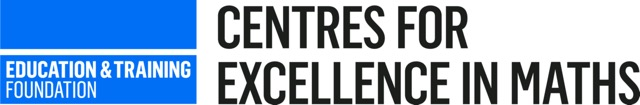 EDUCATION & TRAINING
FOUNDATION
CENTRES FOR
EXCELLENCE IN MATHS